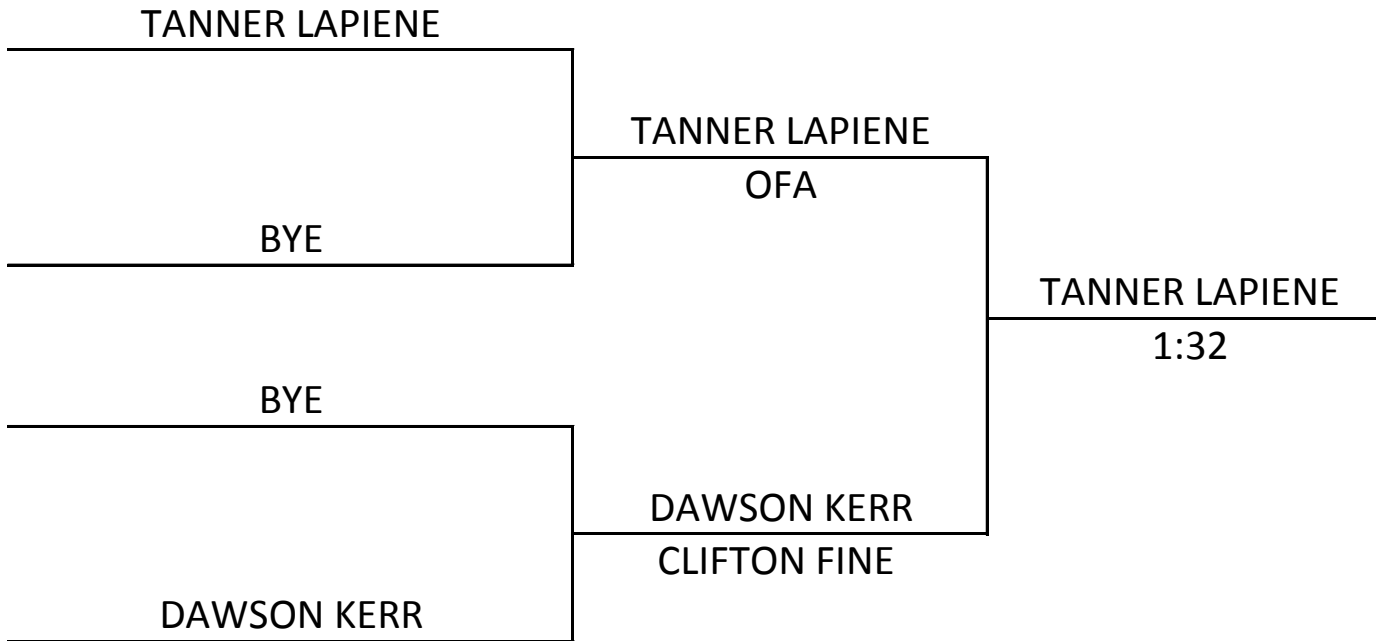 TANNER LAPIENE
TANNER LAPIENE
OFA
BYE
TANNER LAPIENE
1:32
BYE
DAWSON KERR
CLIFTON FINE
DAWSON KERR